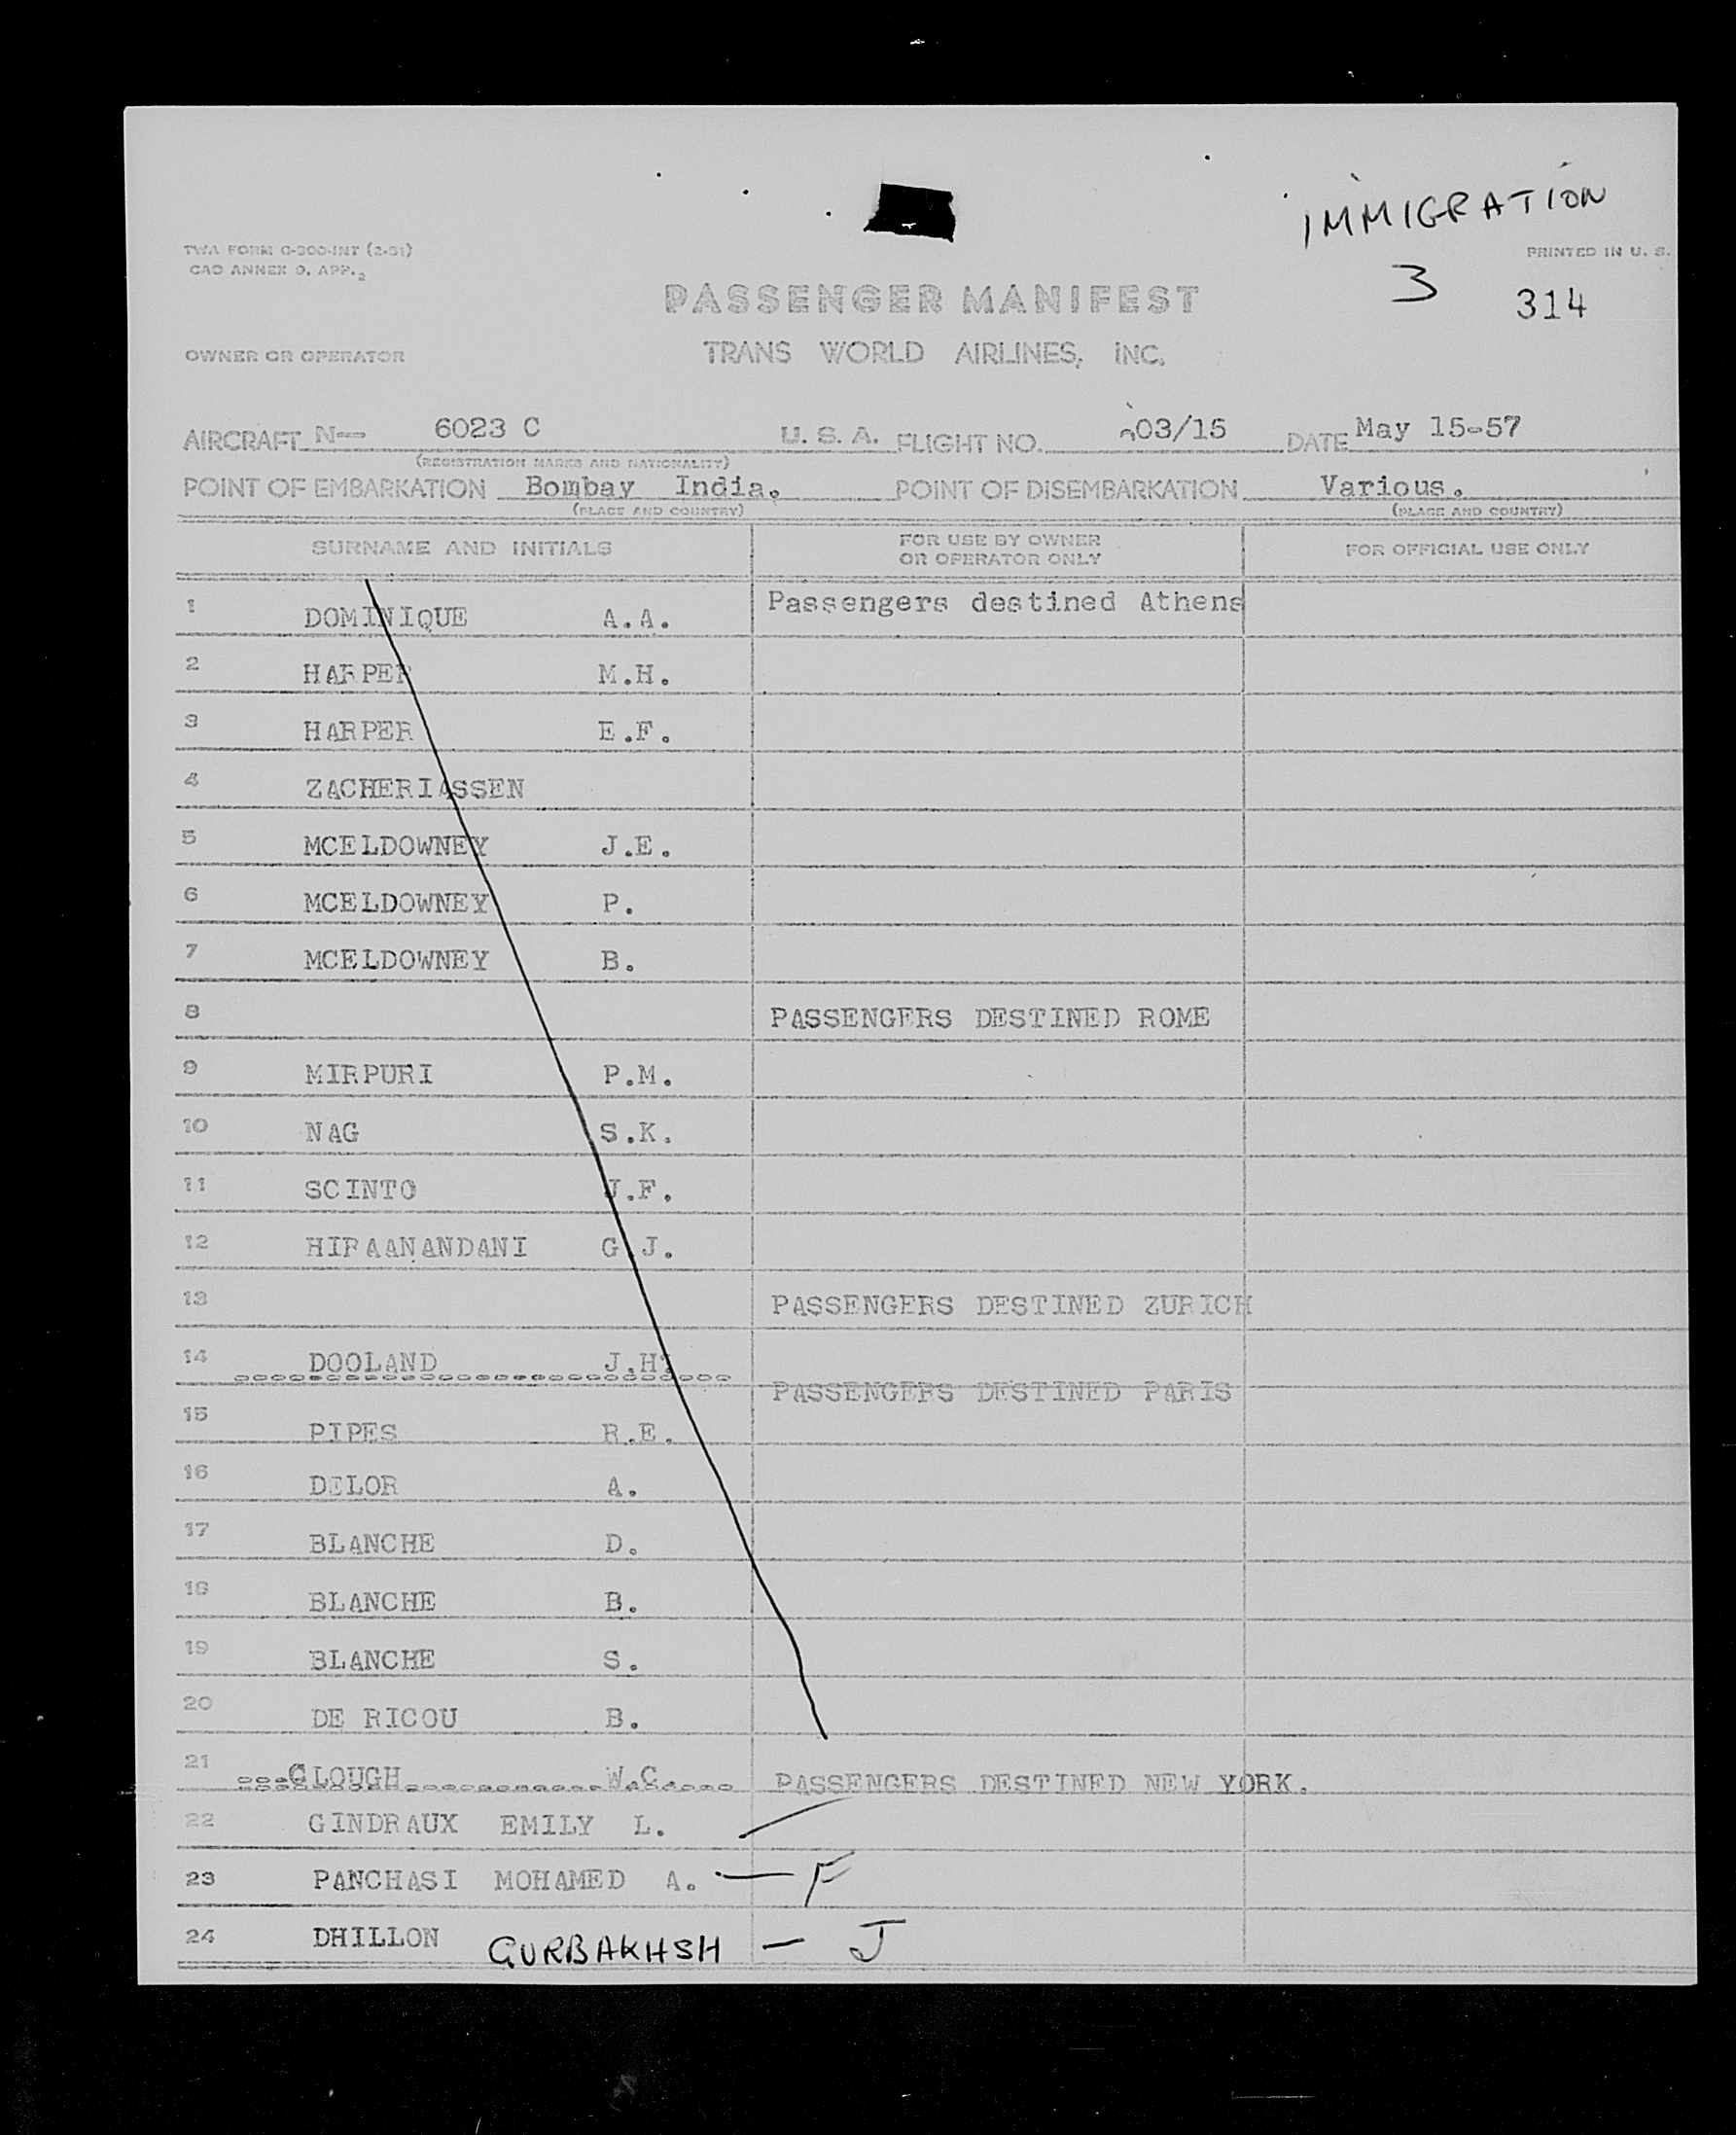 IMMIGRATION
TWA FORM C-300-INT (2-51)
CAO ANNEX 9, APP. 2
PRINTED IN U. S.
3 314
PASSENGER MANIFEST
OWNER OR OPERATOR TRANS WORLD AIRLINES, INC.
AIRCRAFT N-- 6023 C U. S. A. FLIGHT NO. 03/15 DATE May 15-57
(REGISTRATION MARKS AND NATIONALITY)
POINT OF EMBARKATION Bombay India. POINT OF DISEMBARKATION Various.
(PLACE AND COUNTRY) (PLACE AND COUNTRY)
SURNAME AND INITIALS FOR USE BY OWNER OR OPERATOR ONLY FOR OFFICIAL USE ONLY
1 DOMINIQUE A.A. Passengers destined Athens
2 HARPER M.H.
3 HARPER E.F.
4 ZACHERIASSEN
5 MCELDOWNEY J.E.
6 MCELDOWNEY P.
7 MCELDOWNEY B.
8 PASSENGERS DESTINED ROME
9 MIRPURI P.M.
10 NAG S.K.
11 SCINTO J.F.
12 HIRAANANDANI G.J.
13 PASSENGERS DESTINED ZURICH
14 DOOLAND J.H.
PASSENGERS DESTINED PARIS
15 PIPES R.E.
16 DELOR A.
17 BLANCHE D.
18 BLANCHE B.
19 BLANCHE S.
20 DE RICOU B.
21 CLOUGH W.C. PASSENGERS DESTINED NEW YORK.
22 GINDRAUX EMILY L.
23 PANCHASI MOHAMED A. — F
24 DHILLON GURBAKHSH — J